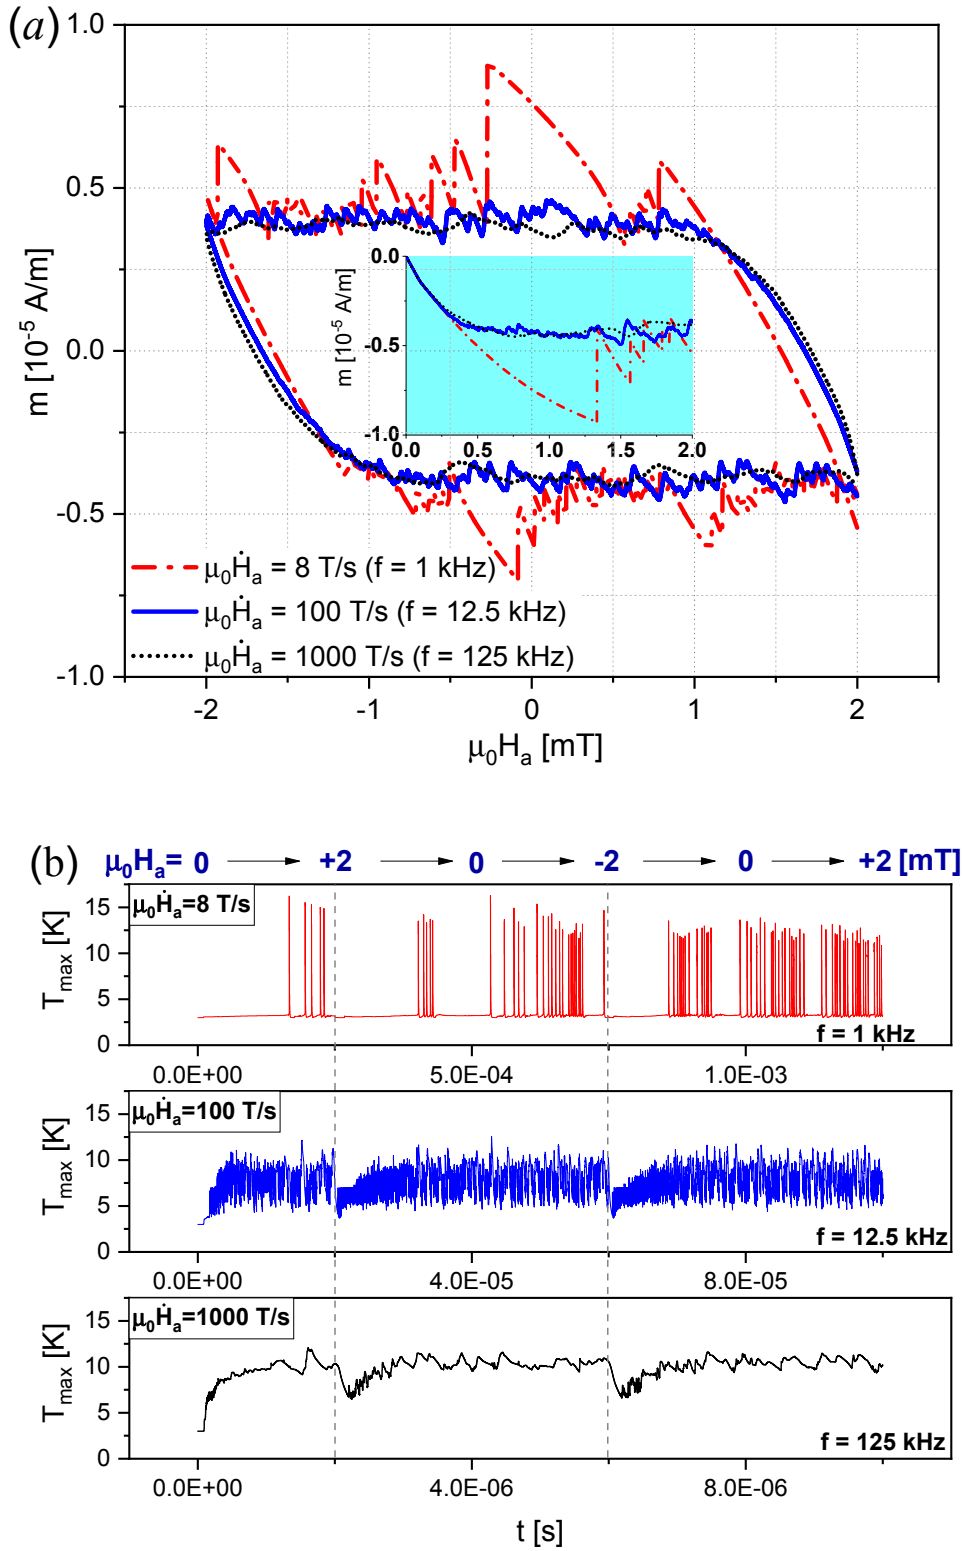 (a)
1.0
0.5
0.0
-0.5
-1.0
m [10⁻⁵ A/m]
0.0
-0.5
-1.0
m [10⁻⁵ A/m]
0.0 0.5 1.0 1.5 2.0
μ₀Ḣₐ = 8 T/s (f = 1 kHz)
μ₀Ḣₐ = 100 T/s (f = 12.5 kHz)
μ₀Ḣₐ = 1000 T/s (f = 125 kHz)
-2 -1 0 1 2
μ₀Hₐ [mT]
(b) μ₀Hₐ= 0 → +2 → 0 → -2 → 0 → +2 [mT]
μ₀Ḣₐ=8 T/s
15
10
5
0
Tmax [K]
f = 1 kHz
0.0E+00 5.0E-04 1.0E-03
μ₀Ḣₐ=100 T/s
15
10
5
0
Tmax [K]
f = 12.5 kHz
0.0E+00 4.0E-05 8.0E-05
μ₀Ḣₐ=1000 T/s
15
10
5
0
Tmax [K]
f = 125 kHz
0.0E+00 4.0E-06 8.0E-06
t [s]